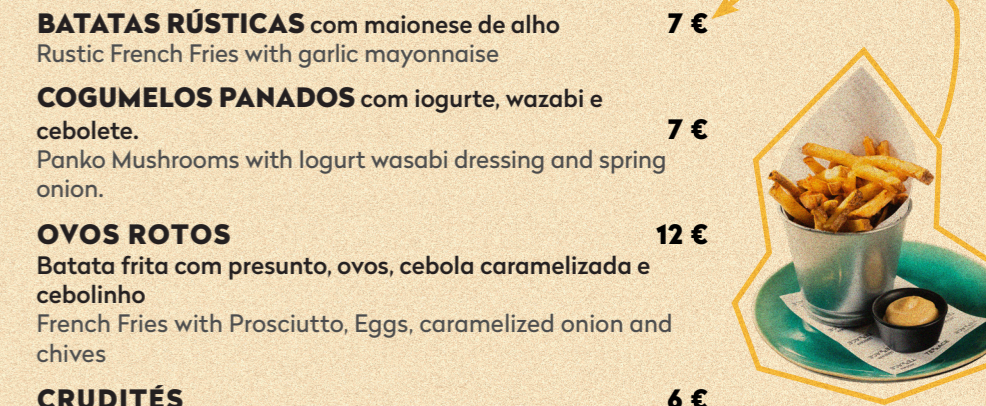 BATATAS RÚSTICAS com maionese de alho 7 €
Rustic French Fries with garlic mayonnaise
COGUMELOS PANADOS com iogurte, wazabi e
cebolete. 7 €
Panko Mushrooms with Iogurt wasabi dressing and spring
onion.
OVOS ROTOS 12 €
Batata frita com presunto, ovos, cebola caramelizada e
cebolinho
French Fries with Prosciutto, Eggs, caramelized onion and
chives
CRUDITÉS 6 €